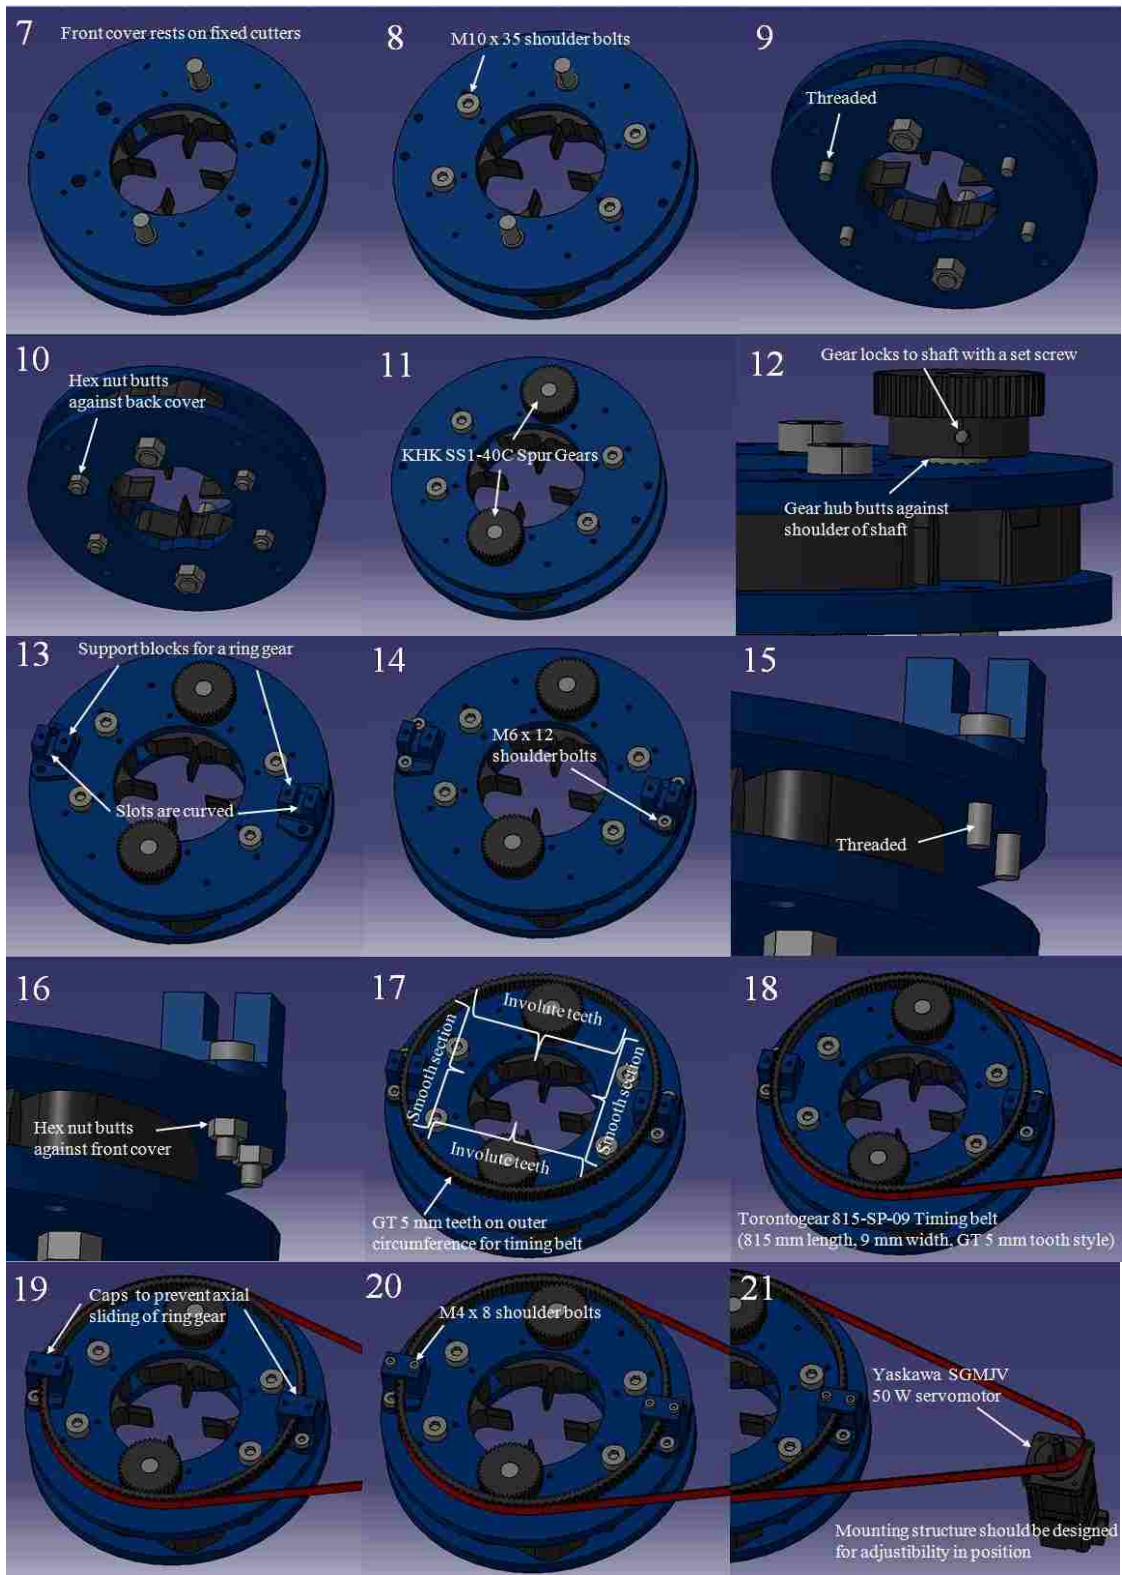 7
Front cover rests on fixed cutters
8
M10 x 35 shoulder bolts
9
Threaded
10
Hex nut butts
against back cover
11
KHK SS1-40C Spur Gears
12
Gear locks to shaft with a set screw
Gear hub butts against
shoulder of shaft
13
Support blocks for a ring gear
Slots are curved
14
M6 x 12
shoulder bolts
15
Threaded
16
Hex nut butts
against front cover
17
Involute teeth
Smooth section
Smooth section
Involute teeth
GT 5 mm teeth on outer
circumference for timing belt
18
Torontogear 815-SP-09 Timing belt
(815 mm length, 9 mm width, GT 5 mm tooth style)
19
Caps to prevent axial
sliding of ring gear
20
M4 x 8 shoulder bolts
21
Yaskawa SGMJV
50 W servomotor
Mounting structure should be designed
for adjustibility in position